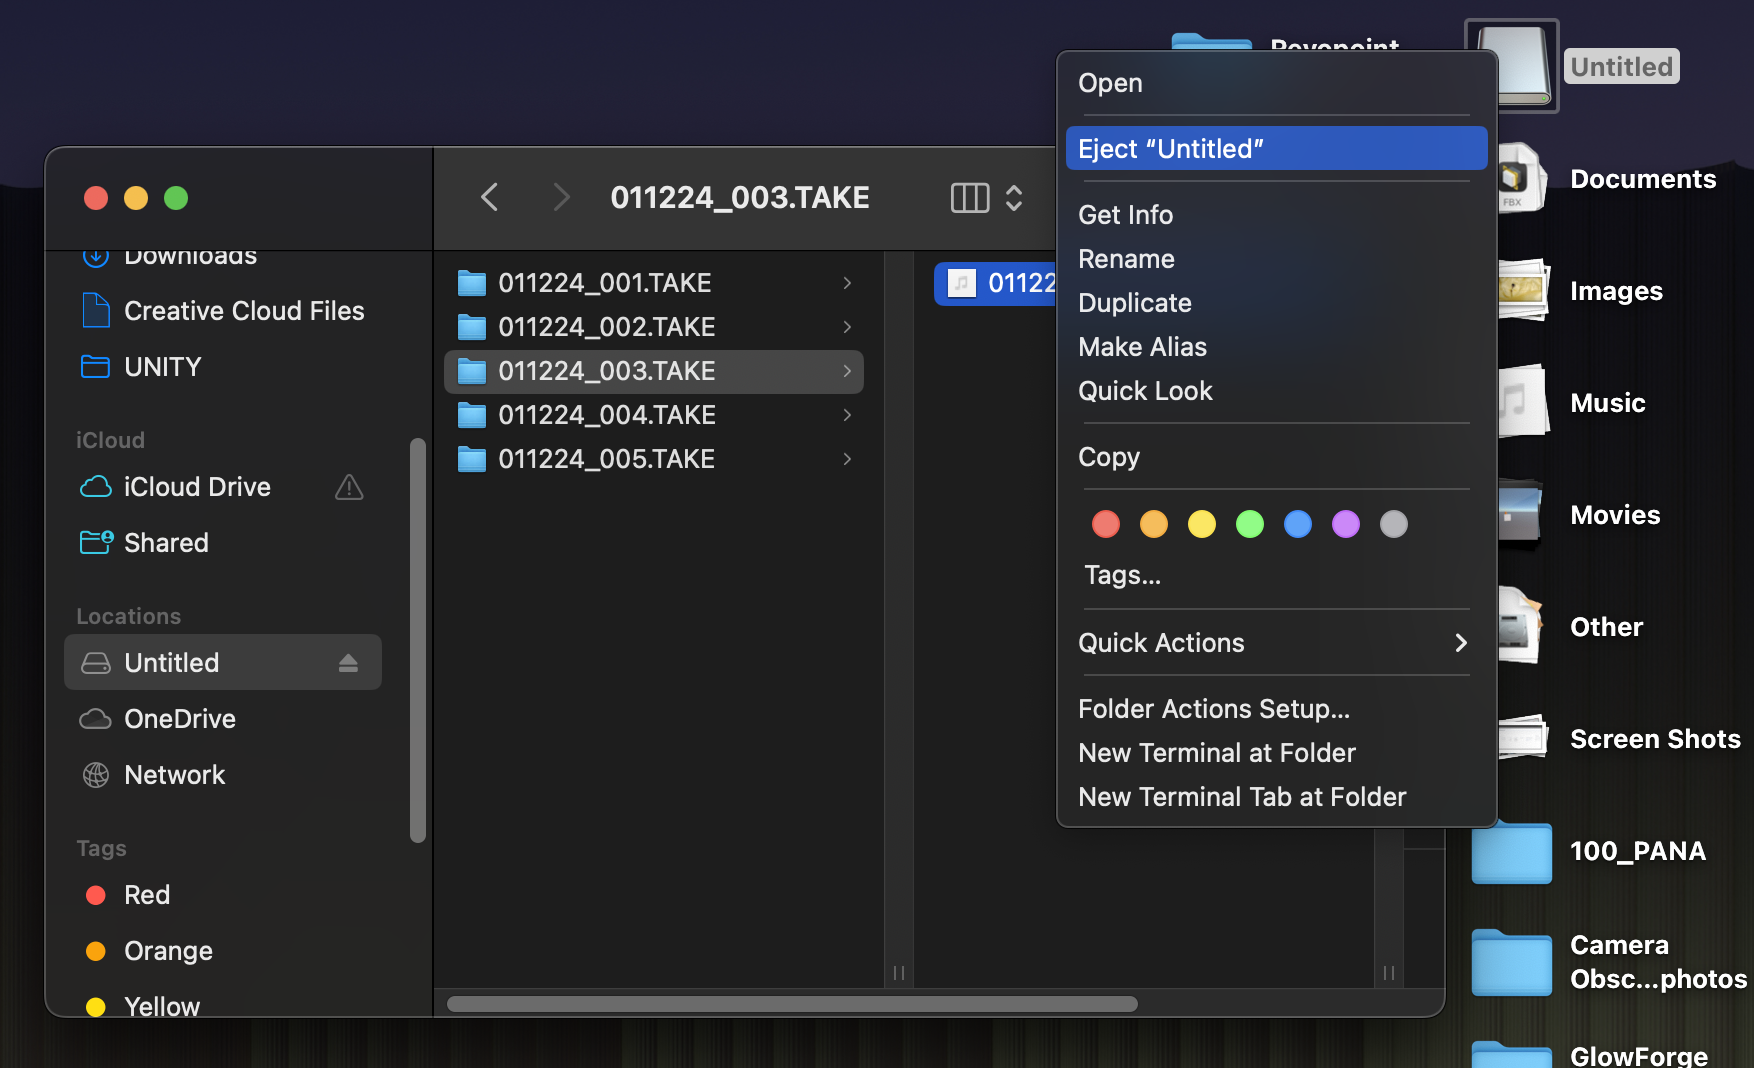 Revopoint
Untitled
Open
Eject “Untitled”
Get Info
Rename
Duplicate
Make Alias
Quick Look
Copy
Tags...
Quick Actions
Folder Actions Setup...
New Terminal at Folder
New Terminal Tab at Folder
011224_003.TAKE
Downloads
Creative Cloud Files
UNITY
iCloud
iCloud Drive
Shared
Locations
Untitled
OneDrive
Network
Tags
Red
Orange
Yellow
011224_001.TAKE
011224_002.TAKE
011224_003.TAKE
011224_004.TAKE
011224_005.TAKE
01122
FBX
Documents
Images
Music
Movies
Other
Screen Shots
100_PANA
Camera
Obsc...photos
GlowForge